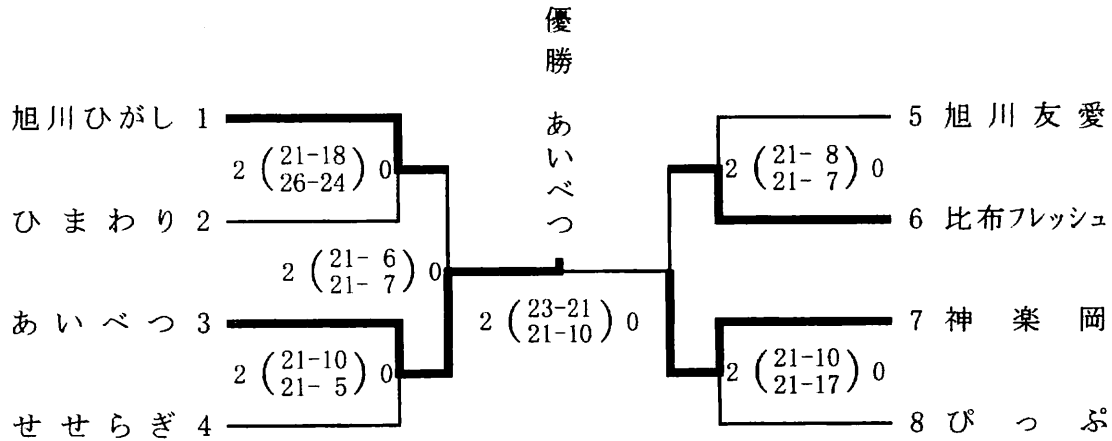 優勝 あいべつ
旭川ひがし 1
2 (21-18 26-24) 0
ひまわり 2
2 (21- 6 21- 7) 0
あいべつ 3
2 (21-10 21- 5) 0
せせらぎ 4
2 (23-21 21-10) 0
5 旭川友愛
2 (21- 8 21- 7) 0
6 比布フレッシュ
7 神楽岡
2 (21-10 21-17) 0
8 ぴっぷ